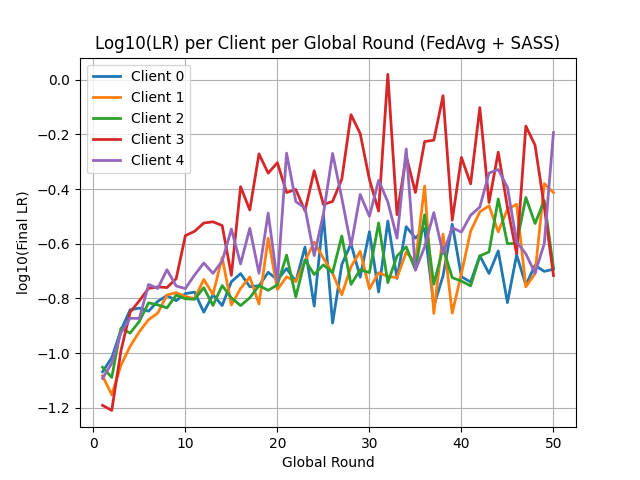 Log10(LR) per Client per Global Round (FedAvg + SASS)
Client 0
Client 1
Client 2
Client 3
Client 4
log10(Final LR)
0.0
−0.2
−0.4
−0.6
−0.8
−1.0
−1.2
0 10 20 30 40 50
Global Round